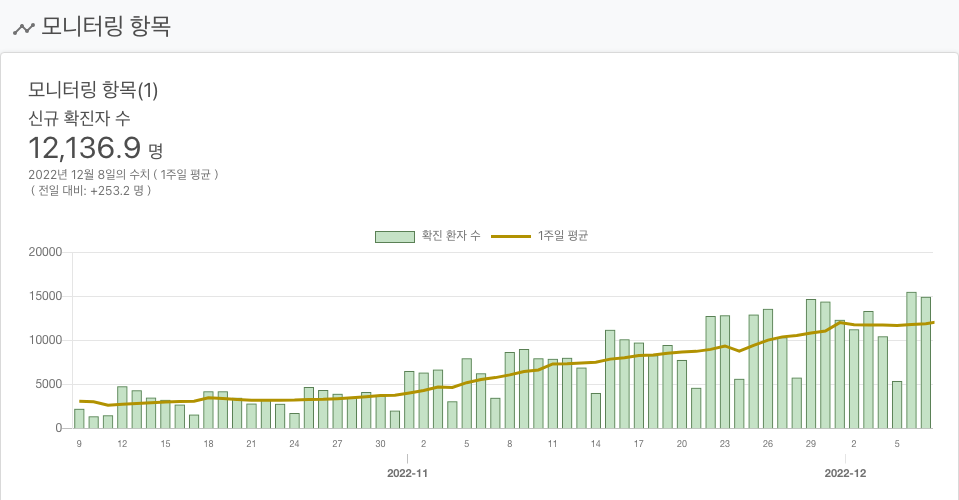 모니터링 항목
모니터링 항목(1)
신규 확진자 수
12,136.9 명
2022년 12월 8일의 수치 ( 1주일 평균 )
( 전일 대비: +253.2 명 )
확진 환자 수 1주일 평균
20000
15000
10000
5000
0
9 12 15 18 21 24 27 30 2 5 8 11 14 17 20 23 26 29 2 5
2022-11 2022-12